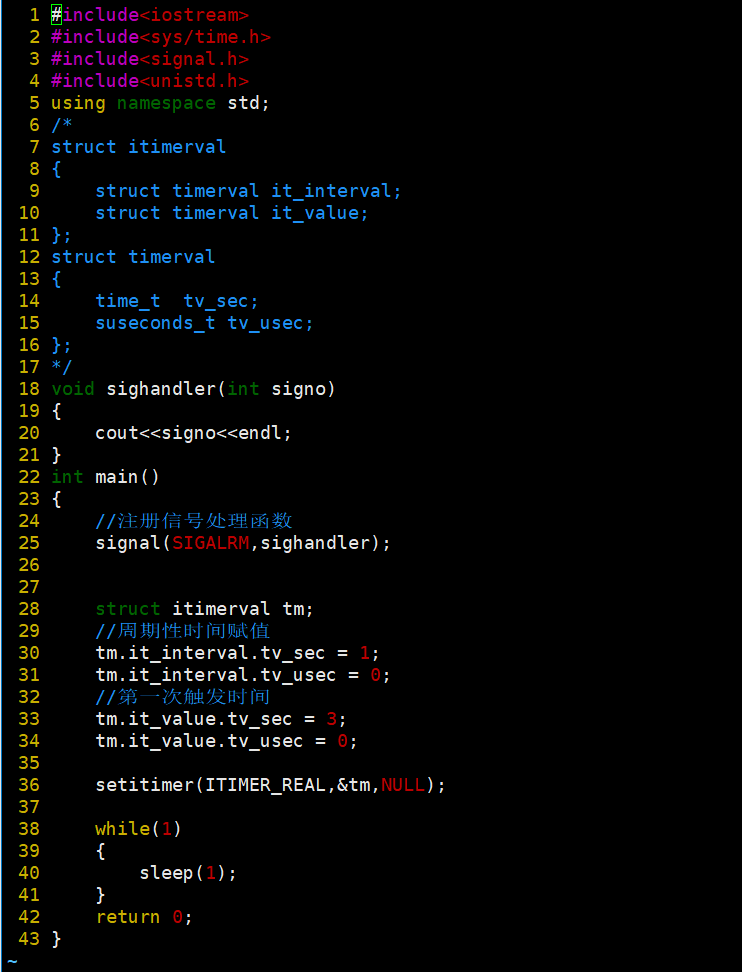 1 #include<iostream>
2 #include<sys/time.h>
3 #include<signal.h>
4 #include<unistd.h>
5 using namespace std;
6 /*
7 struct itimerval
8 {
9     struct timerval it_interval;
10     struct timerval it_value;
11 };
12 struct timerval
13 {
14     time_t  tv_sec;
15     suseconds_t tv_usec;
16 };
17 */
18 void sighandler(int signo)
19 {
20     cout<<signo<<endl;
21 }
22 int main()
23 {
24     //注册信号处理函数
25     signal(SIGALRM,sighandler);
26
27
28     struct itimerval tm;
29     //周期性时间赋值
30     tm.it_interval.tv_sec = 1;
31     tm.it_interval.tv_usec = 0;
32     //第一次触发时间
33     tm.it_value.tv_sec = 3;
34     tm.it_value.tv_usec = 0;
35
36     setitimer(ITIMER_REAL,&tm,NULL);
37
38     while(1)
39     {
40         sleep(1);
41     }
42     return 0;
43 }
~